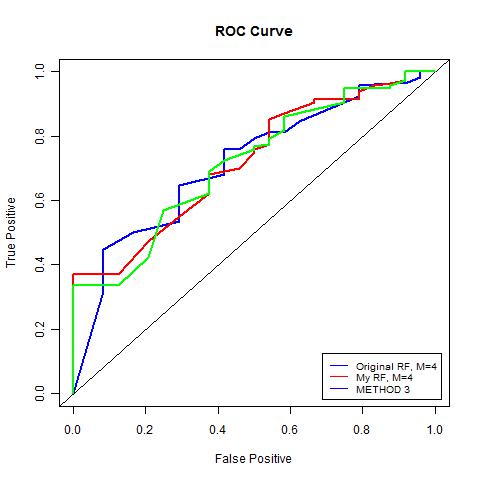 ROC Curve
True Positive
1.0
0.8
0.6
0.4
0.2
0.0
Original RF, M=4
My RF, M=4
METHOD 3
0.0 0.2 0.4 0.6 0.8 1.0
False Positive